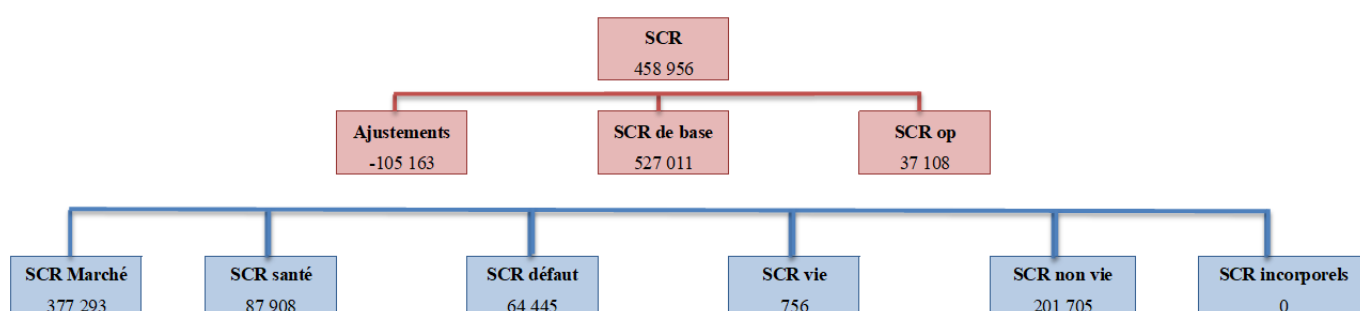 SCR
458 956
Ajustements
-105 163
SCR de base
527 011
SCR op
37 108
SCR Marché
377 293
SCR santé
87 908
SCR défaut
64 445
SCR vie
756
SCR non vie
201 705
SCR incorporels
0